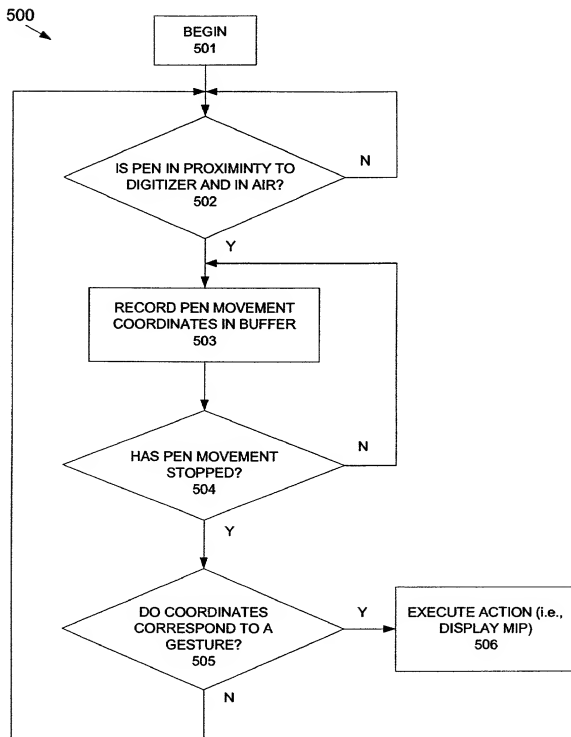 500
BEGIN
501
IS PEN IN PROXIMINTY TO
DIGITIZER AND IN AIR?
502
N
Y
RECORD PEN MOVEMENT
COORDINATES IN BUFFER
503
HAS PEN MOVEMENT
STOPPED?
504
N
Y
DO COORDINATES
CORRESPOND TO A
GESTURE?
505
Y
EXECUTE ACTION (i.e.,
DISPLAY MIP)
506
N